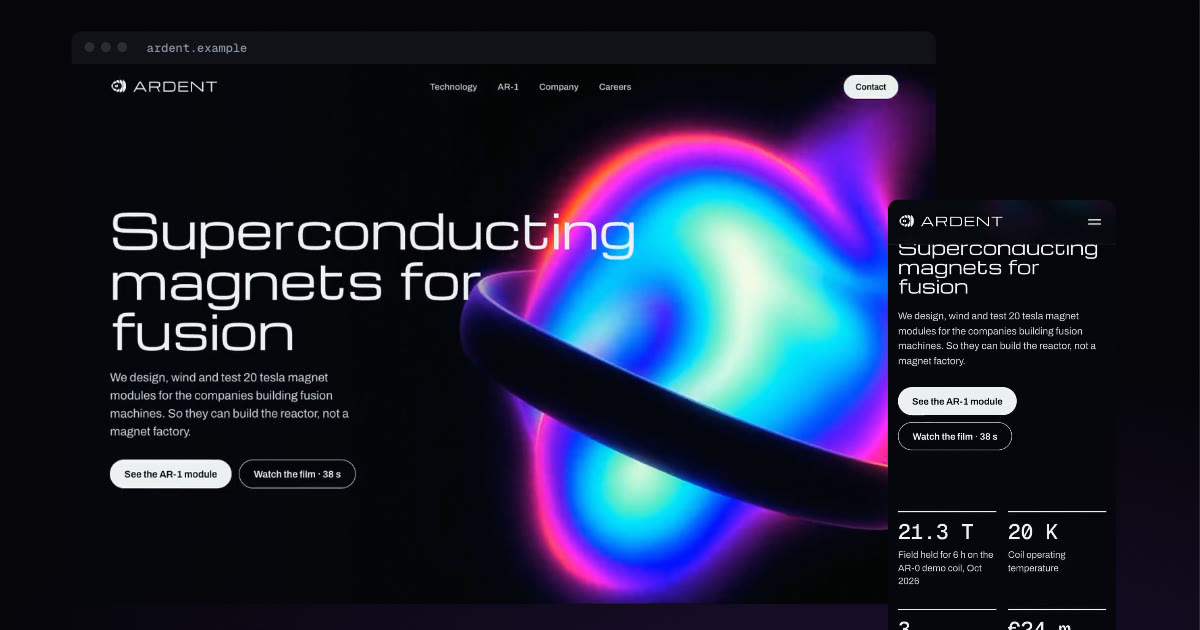 ardent.example
ARDENT
Technology AR-1 Company Careers
Contact
Superconducting
magnets for
fusion
We design, wind and test 20 tesla magnet
modules for the companies building fusion
machines. So they can build the reactor, not a
magnet factory.
See the AR-1 module
Watch the film · 38 s
ARDENT
Superconducting
magnets for
fusion
We design, wind and test 20 tesla magnet
modules for the companies building fusion
machines. So they can build the reactor, not a
magnet factory.
See the AR-1 module
Watch the film · 38 s
21.3 T
Field held for 6 h on the
AR-0 demo coil, Oct
2026
20 K
Coil operating
temperature
3
€24 m